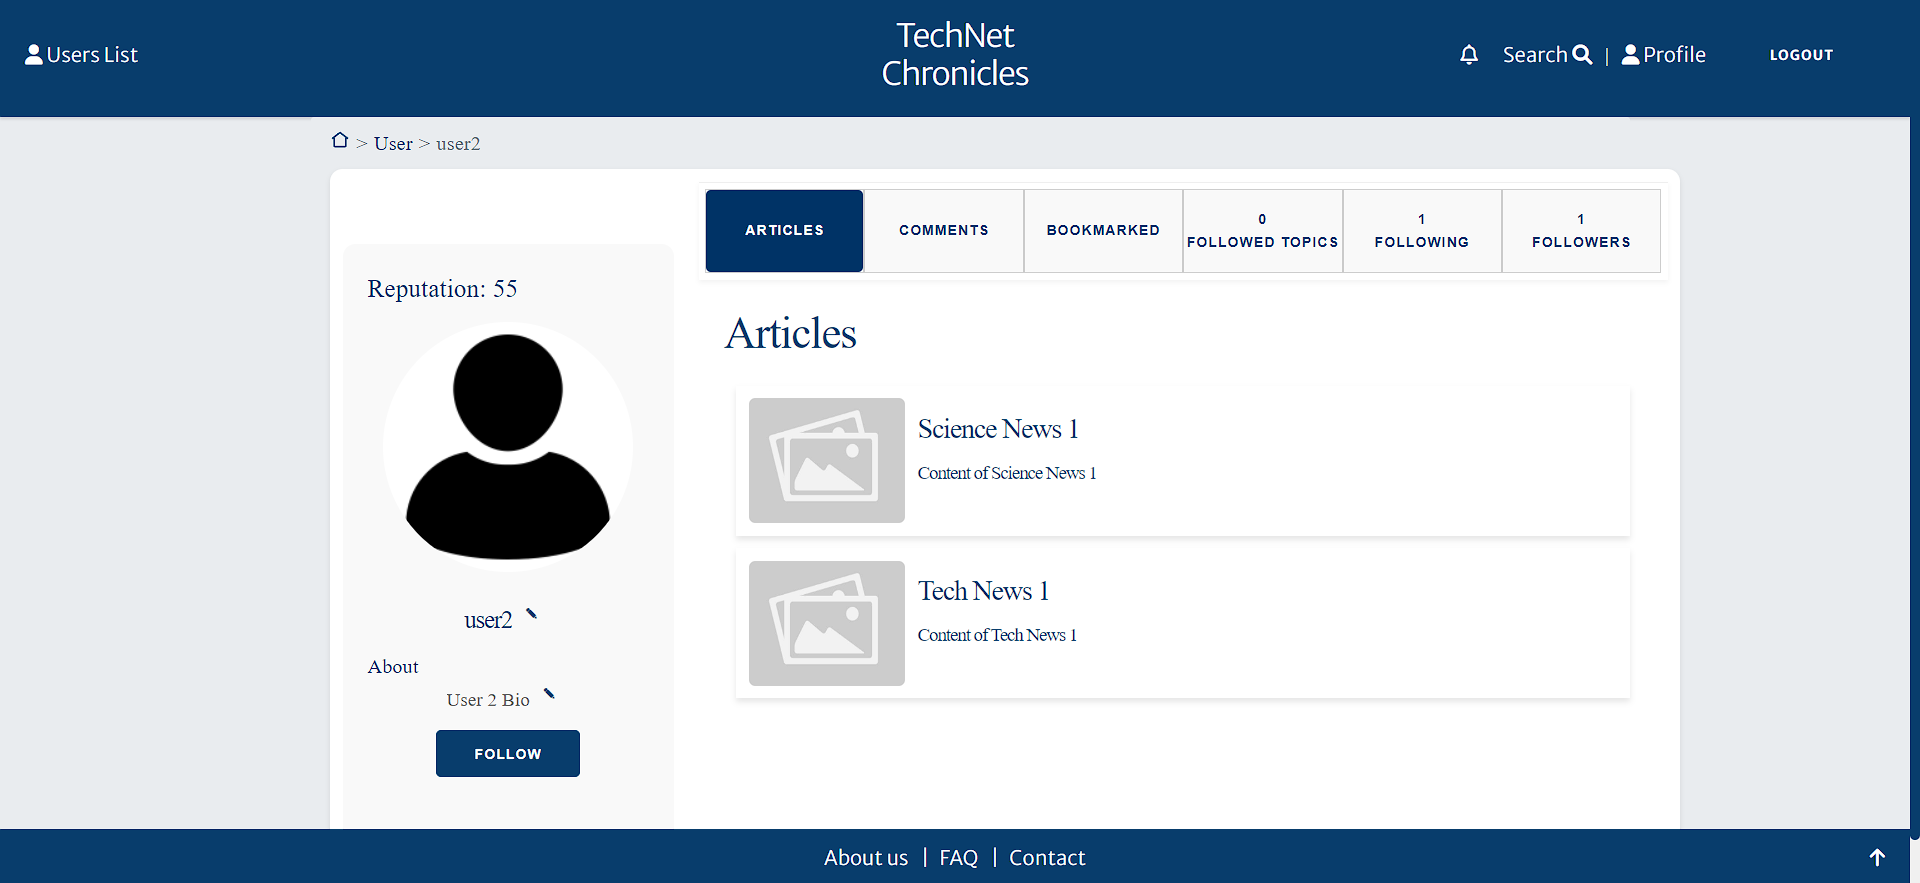 Users List
TechNet
Chronicles
Search | Profile
LOGOUT
> User > user2
ARTICLES
COMMENTS
BOOKMARKED
0
FOLLOWED TOPICS
1
FOLLOWING
1
FOLLOWERS
Reputation: 55
user2
About
User 2 Bio
FOLLOW
Articles
Science News 1
Content of Science News 1
Tech News 1
Content of Tech News 1
About us | FAQ | Contact